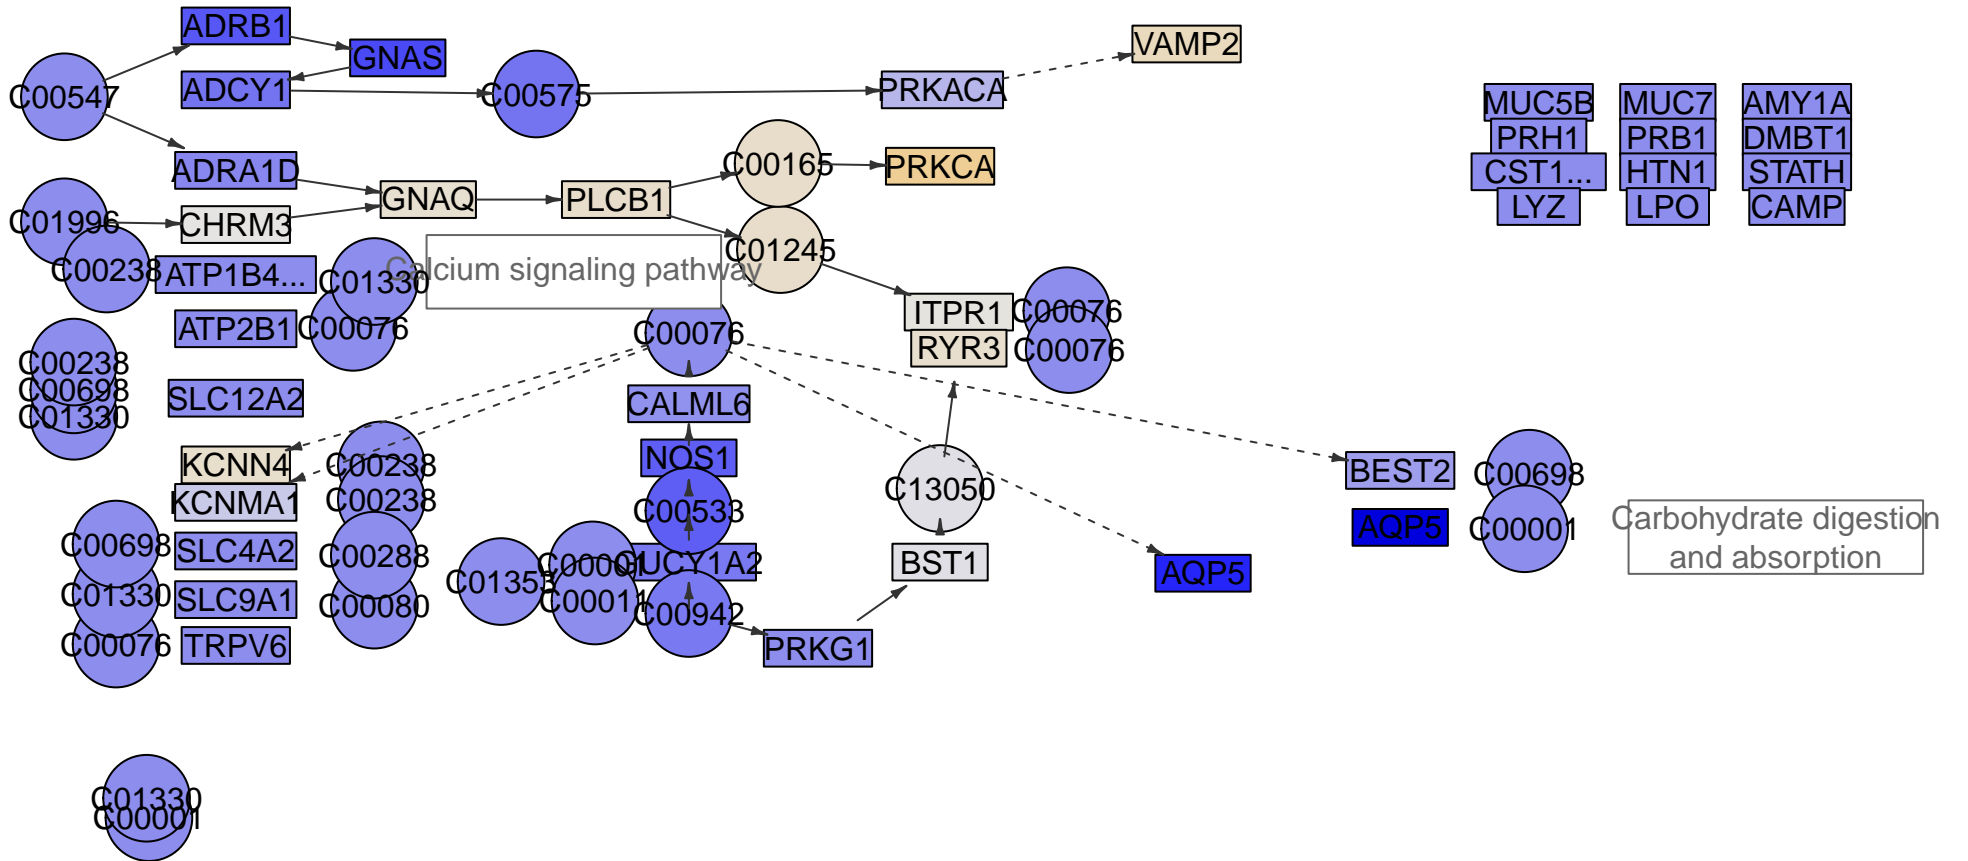 ADRB1
GNAS
VAMP2
C00547
ADCY1
C00575
PRKACA
MUC5B
MUC7
AMY1A
PRH1
PRB1
DMBT1
CST1...
HTN1
STATH
LYZ
LPO
CAMP
ADRA1D
C00165
PRKCA
GNAQ
PLCB1
C01996
CHRM3
C01245
C00238
ATP1B4...
C01330
Calcium signaling pathway
ATP2B1
C00076
C00076
ITPR1
C00076
RYR3
C00076
C00238
C00698
C01330
SLC12A2
CALML6
KCNN4
C00238
NOS1
KCNMA1
C00238
C00533
C13050
BEST2
C00698
AQP5
C00001
Carbohydrate digestion
and absorption
C00698
SLC4A2
C00288
C01353
C00001
GUCY1A2
BST1
AQP5
C01330
SLC9A1
C00080
C00011
C00942
C00076
TRPV6
PRKG1
C01330
C00001